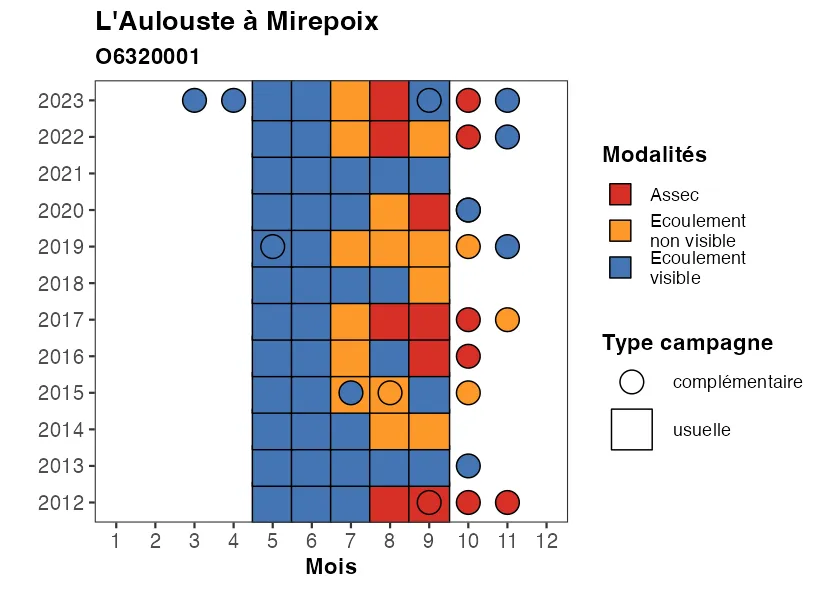 L'Aulouste à Mirepoix
O6320001
2023
2022
2021
2020
2019
2018
2017
2016
2015
2014
2013
2012
1 2 3 4 5 6 7 8 9 10 11 12
Mois
Modalités
Assec
Ecoulement
non visible
Ecoulement
visible
Type campagne
complémentaire
usuelle